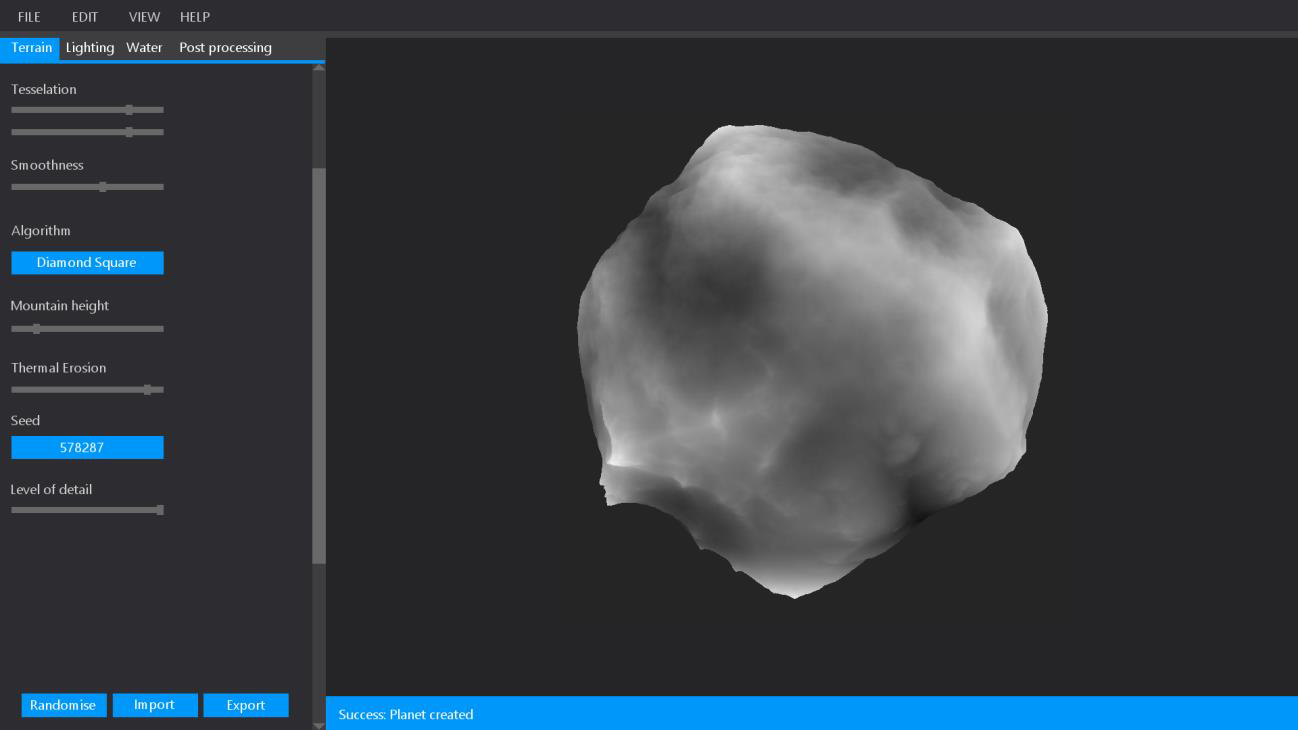 FILE EDIT VIEW HELP
Terrain Lighting Water Post processing
Tesselation
Smoothness
Algorithm
Diamond Square
Mountain height
Thermal Erosion
Seed
578287
Level of detail
Randomise Import Export
Success: Planet created